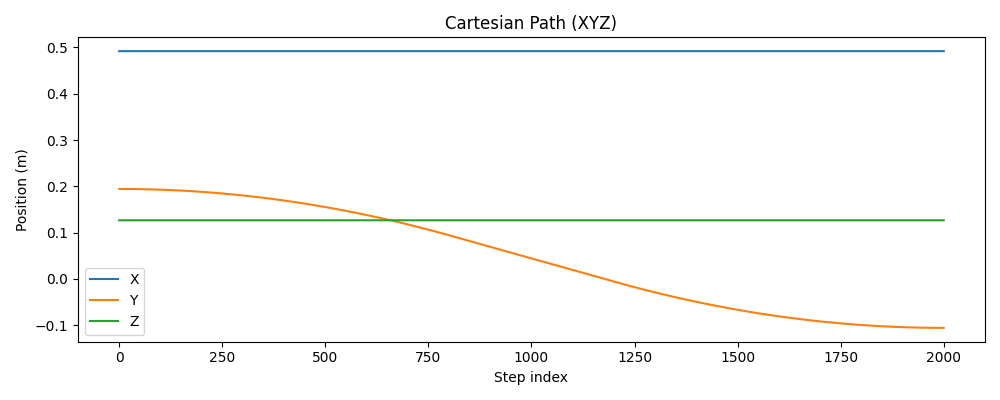 Cartesian Path (XYZ)
Position (m)
0.5
0.4
0.3
0.2
0.1
0.0
−0.1
X
Y
Z
0 250 500 750 1000 1250 1500 1750 2000
Step index